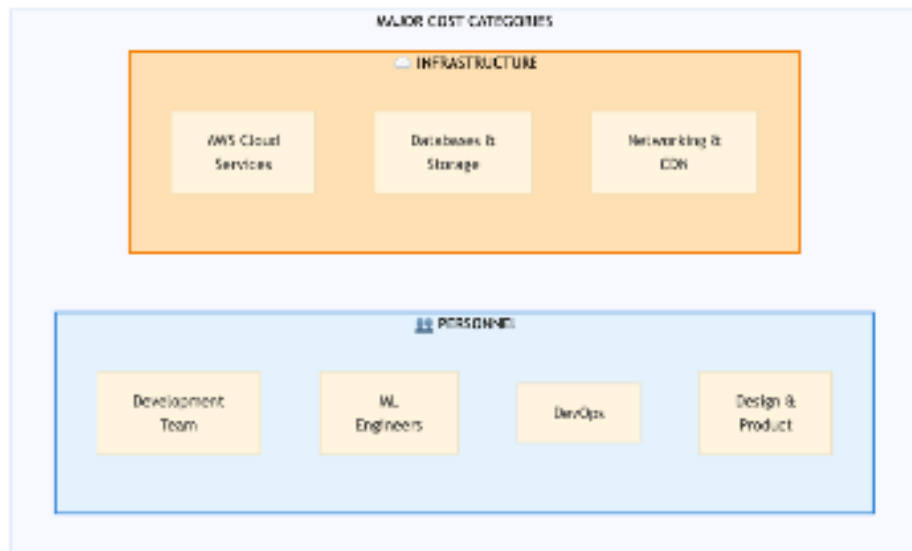 MAJOR COST CATEGORIES
INFRASTRUCTURE
AWS Cloud
Services
Databases &
Storage
Networking &
CDN
PERSONNEL
Development
Team
ML
Engineers
DevOps
Design &
Product